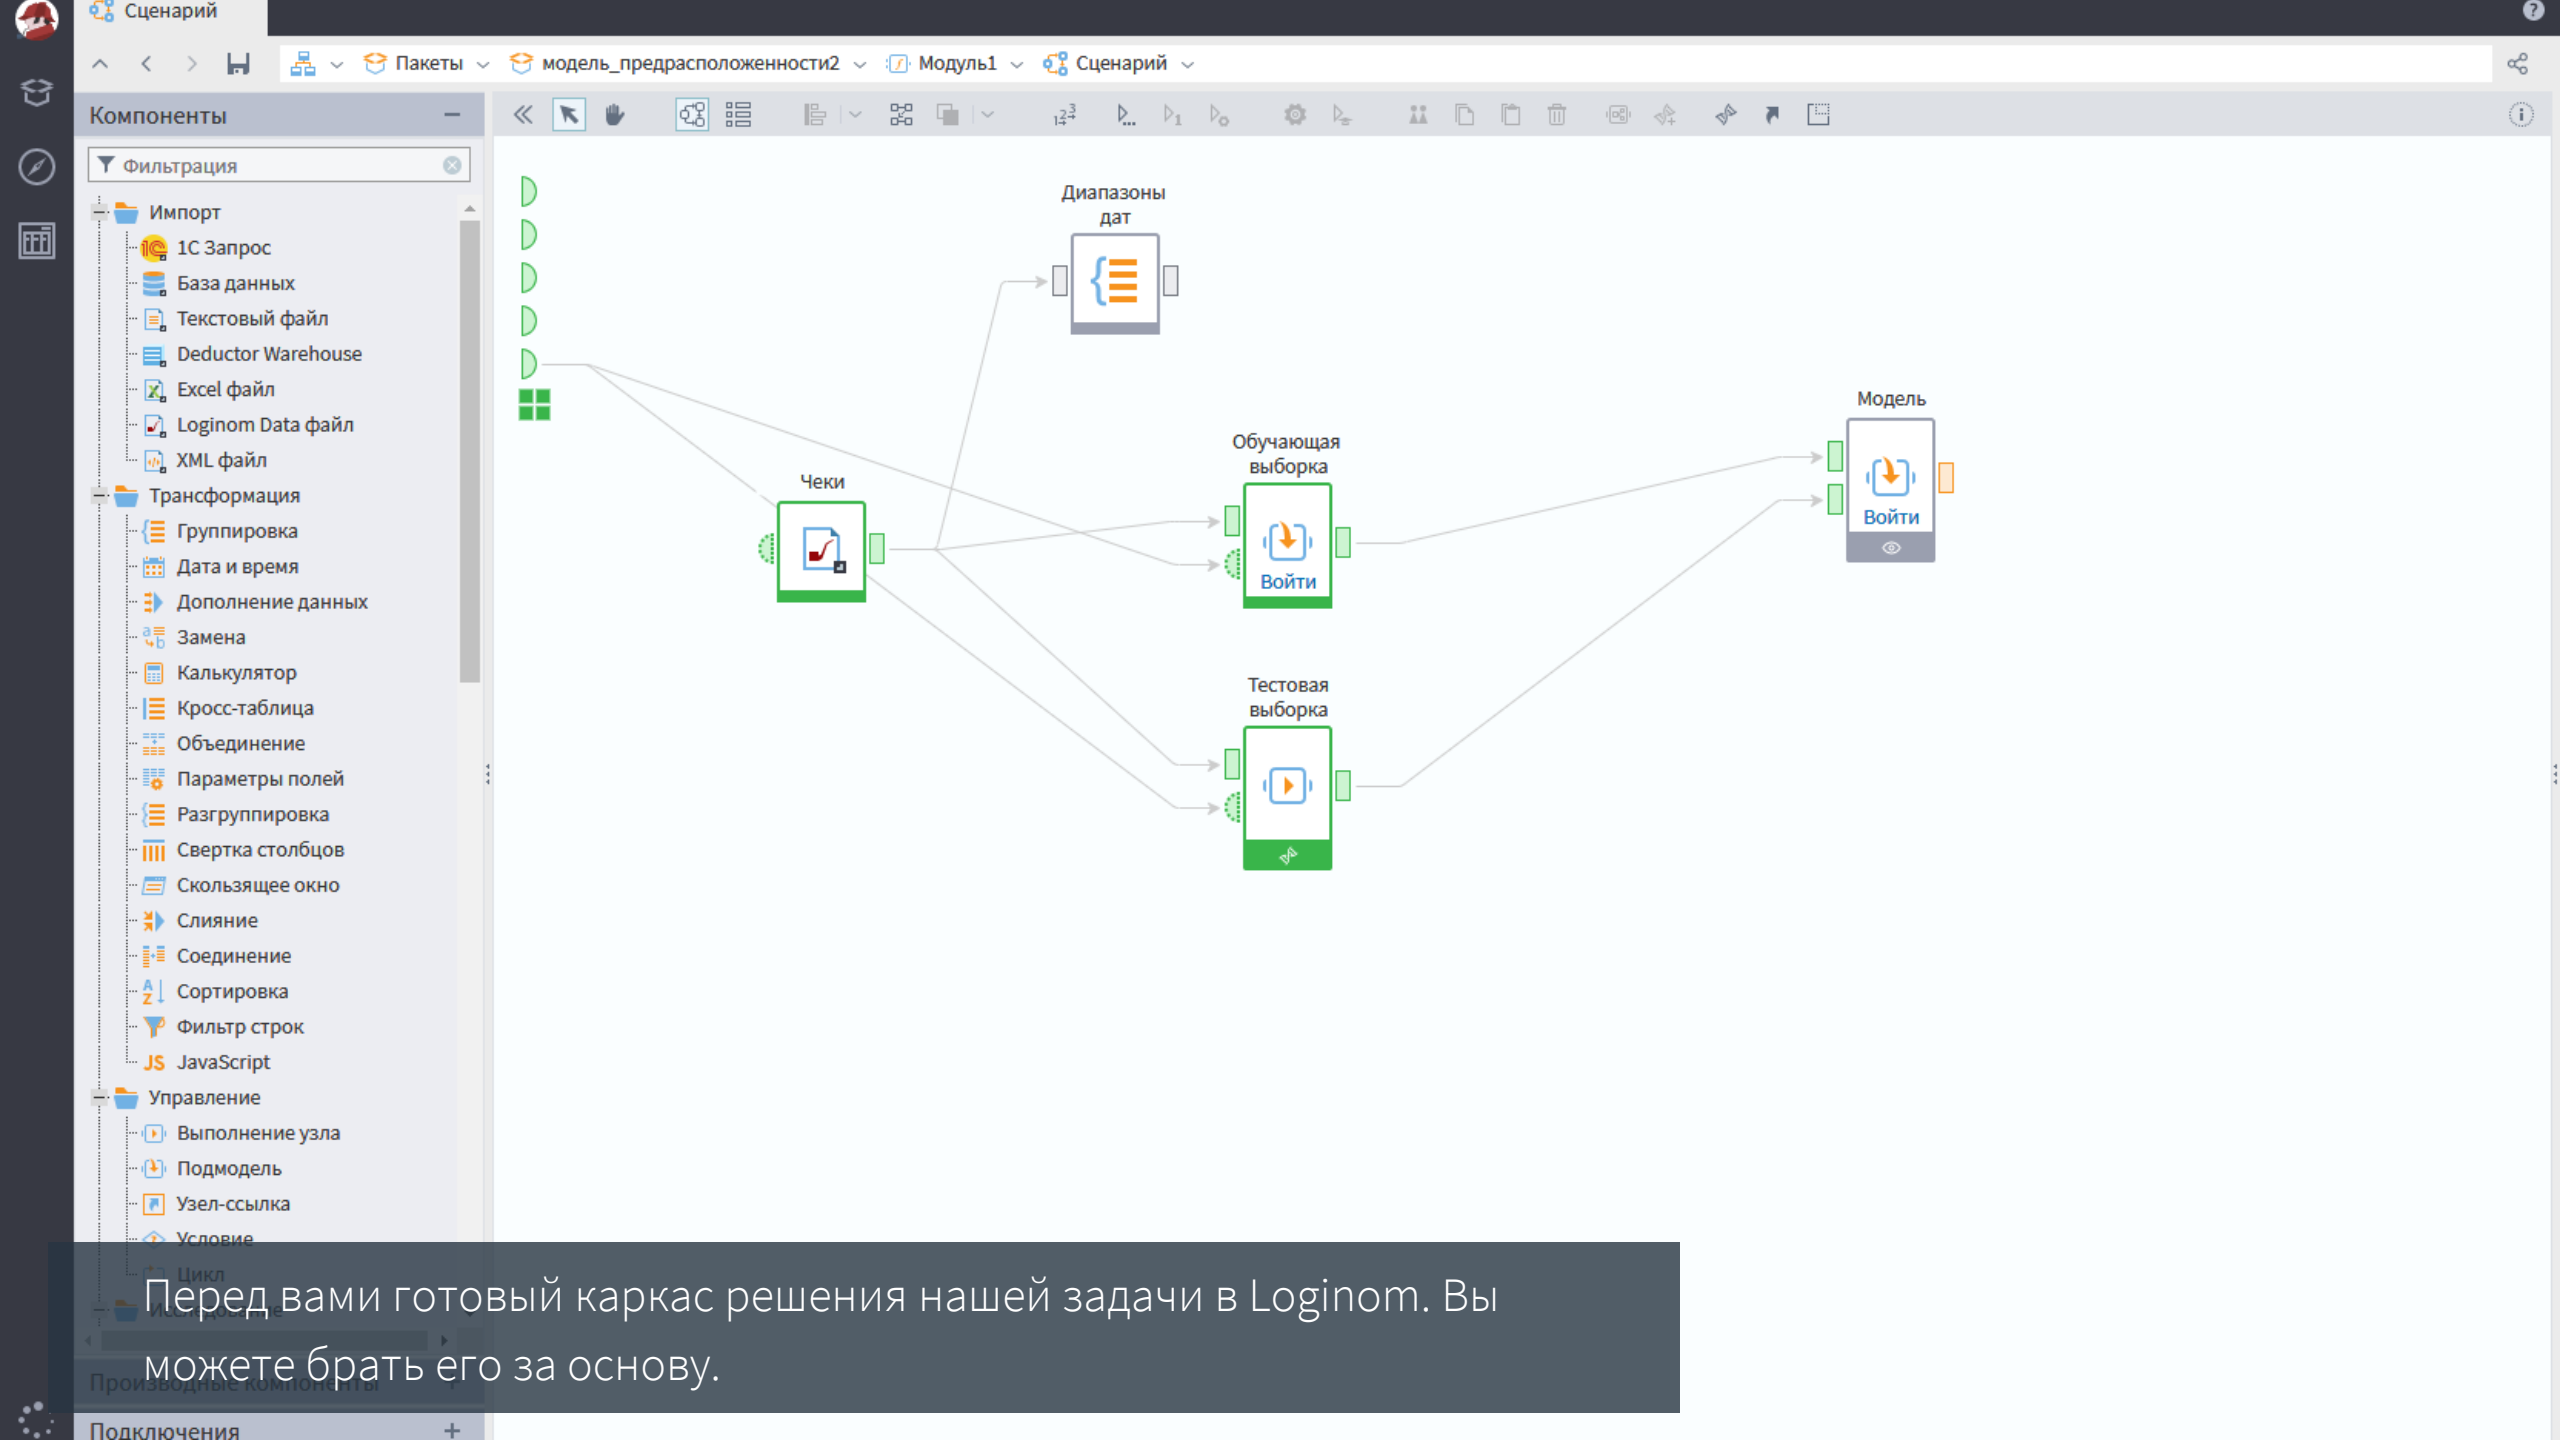 Сценарий
Пакеты
модель_предрасположенности2
Модуль1
Сценарий
Компоненты
Фильтрация
Импорт
1С Запрос
База данных
Текстовый файл
Deductor Warehouse
Excel файл
Loginom Data файл
XML файл
Трансформация
Группировка
Дата и время
Дополнение данных
Замена
Калькулятор
Кросс-таблица
Объединение
Параметры полей
Разгруппировка
Свертка столбцов
Скользящее окно
Слияние
Соединение
Сортировка
Фильтр строк
JS JavaScript
Управление
Выполнение узла
Подмодель
Узел-ссылка
Условие
Цикл
Исследование
Производные компоненты
Подключения
Диапазоны
дат
Чеки
Обучающая
выборка
Войти
Тестовая
выборка
Модель
Войти
Перед вами готовый каркас решения нашей задачи в Loginom. Вы
можете брать его за основу.